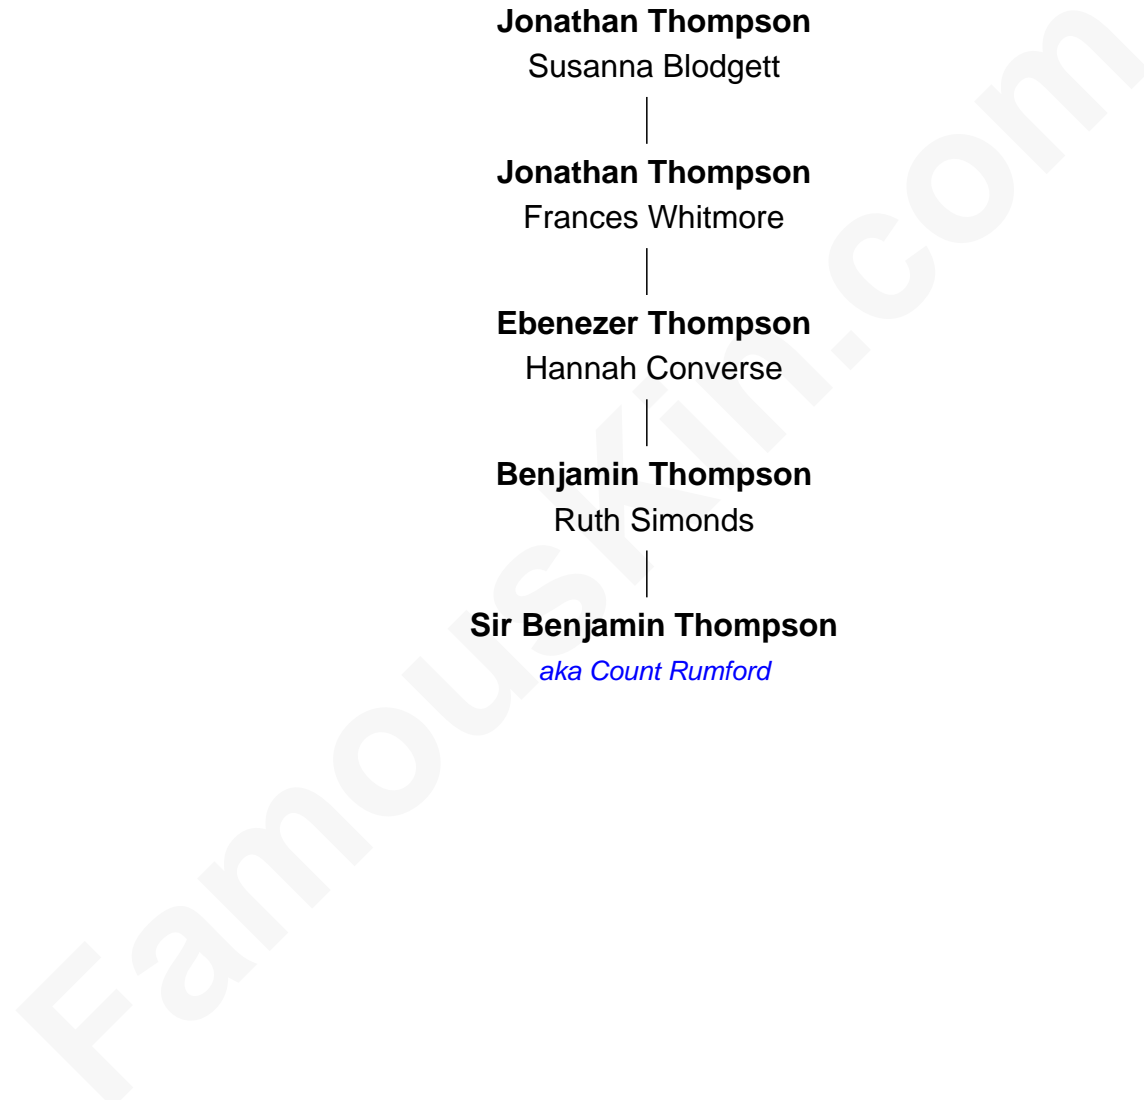 Jonathan Thompson
Susanna Blodgett
Jonathan Thompson
Frances Whitmore
Ebenezer Thompson
Hannah Converse
Benjamin Thompson
Ruth Simonds
Sir Benjamin Thompson
aka Count Rumford
FamousKin.com